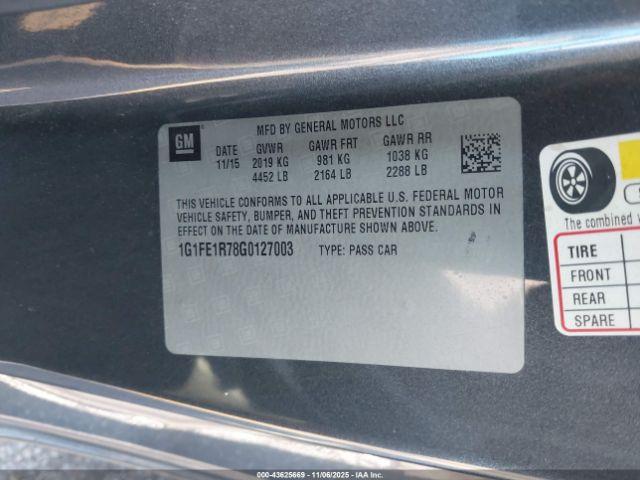 GM
MFD BY GENERAL MOTORS LLC
DATE GVWR GAWR FRT GAWR RR
11/15 2019 KG 981 KG 1038 KG
4452 LB 2164 LB 2288 LB
THIS VEHICLE CONFORMS TO ALL APPLICABLE U.S. FEDERAL MOTOR
VEHICLE SAFETY, BUMPER, AND THEFT PREVENTION STANDARDS IN
EFFECT ON THE DATE OF MANUFACTURE SHOWN ABOVE.
1G1FE1R78G0127003 TYPE: PASS CAR
The combined
TIRE
FRONT
REAR
SPARE
000-43625669 - 11/06/2025 - IAAI.COM